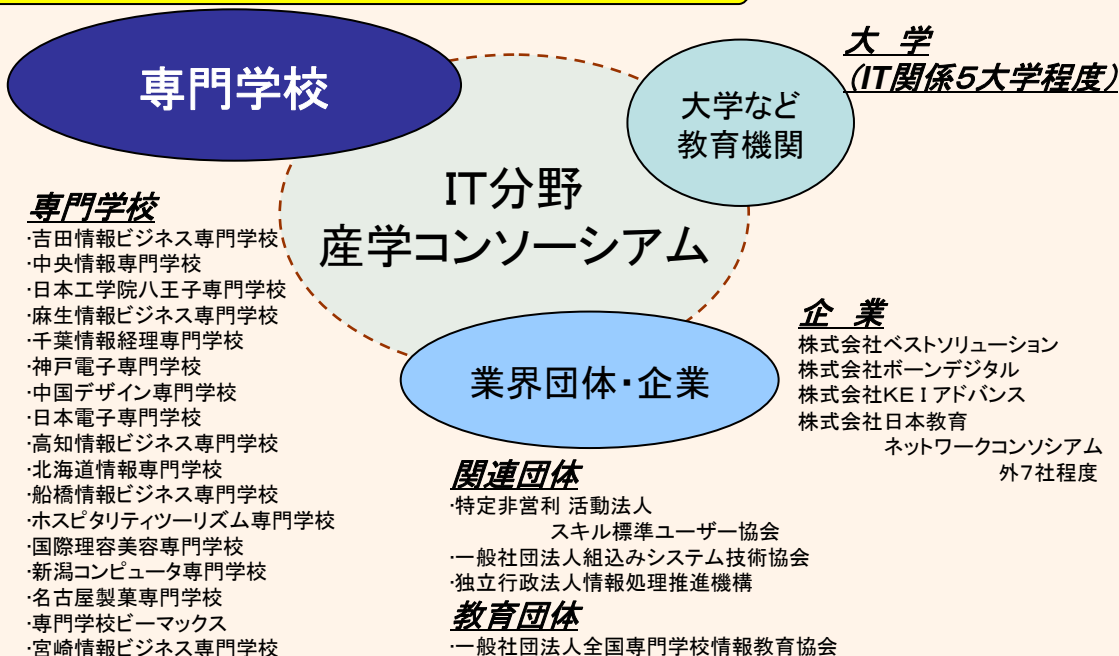 専門学校
大 学
（IT関係５大学程度）
大学など
教育機関
IT分野
産学コンソーシアム
専門学校
・吉田情報ビジネス専門学校
・中央情報専門学校
・日本工学院八王子専門学校
・麻生情報ビジネス専門学校
・千葉情報経理専門学校
・神戸電子専門学校
・中国デザイン専門学校
・日本電子専門学校
・高知情報ビジネス専門学校
・北海道情報専門学校
・船橋情報ビジネス専門学校
・ホスピタリティツーリズム専門学校
・国際理容美容専門学校
・新潟コンピュータ専門学校
・名古屋製菓専門学校
・専門学校ビーマックス
・宮崎情報ビジネス専門学校
業界団体・企業
企 業
株式会社ベストソリューション
株式会社ボーンデジタル
株式会社KEIアドバンス
株式会社日本教育
ネットワークコンソシアム
外７社程度
関連団体
・特定非営利 活動法人
スキル標準ユーザー協会
・一般社団法人組込みシステム技術協会
・独立行政法人情報処理推進機構
教育団体
・一般社団法人全国専門学校情報教育協会